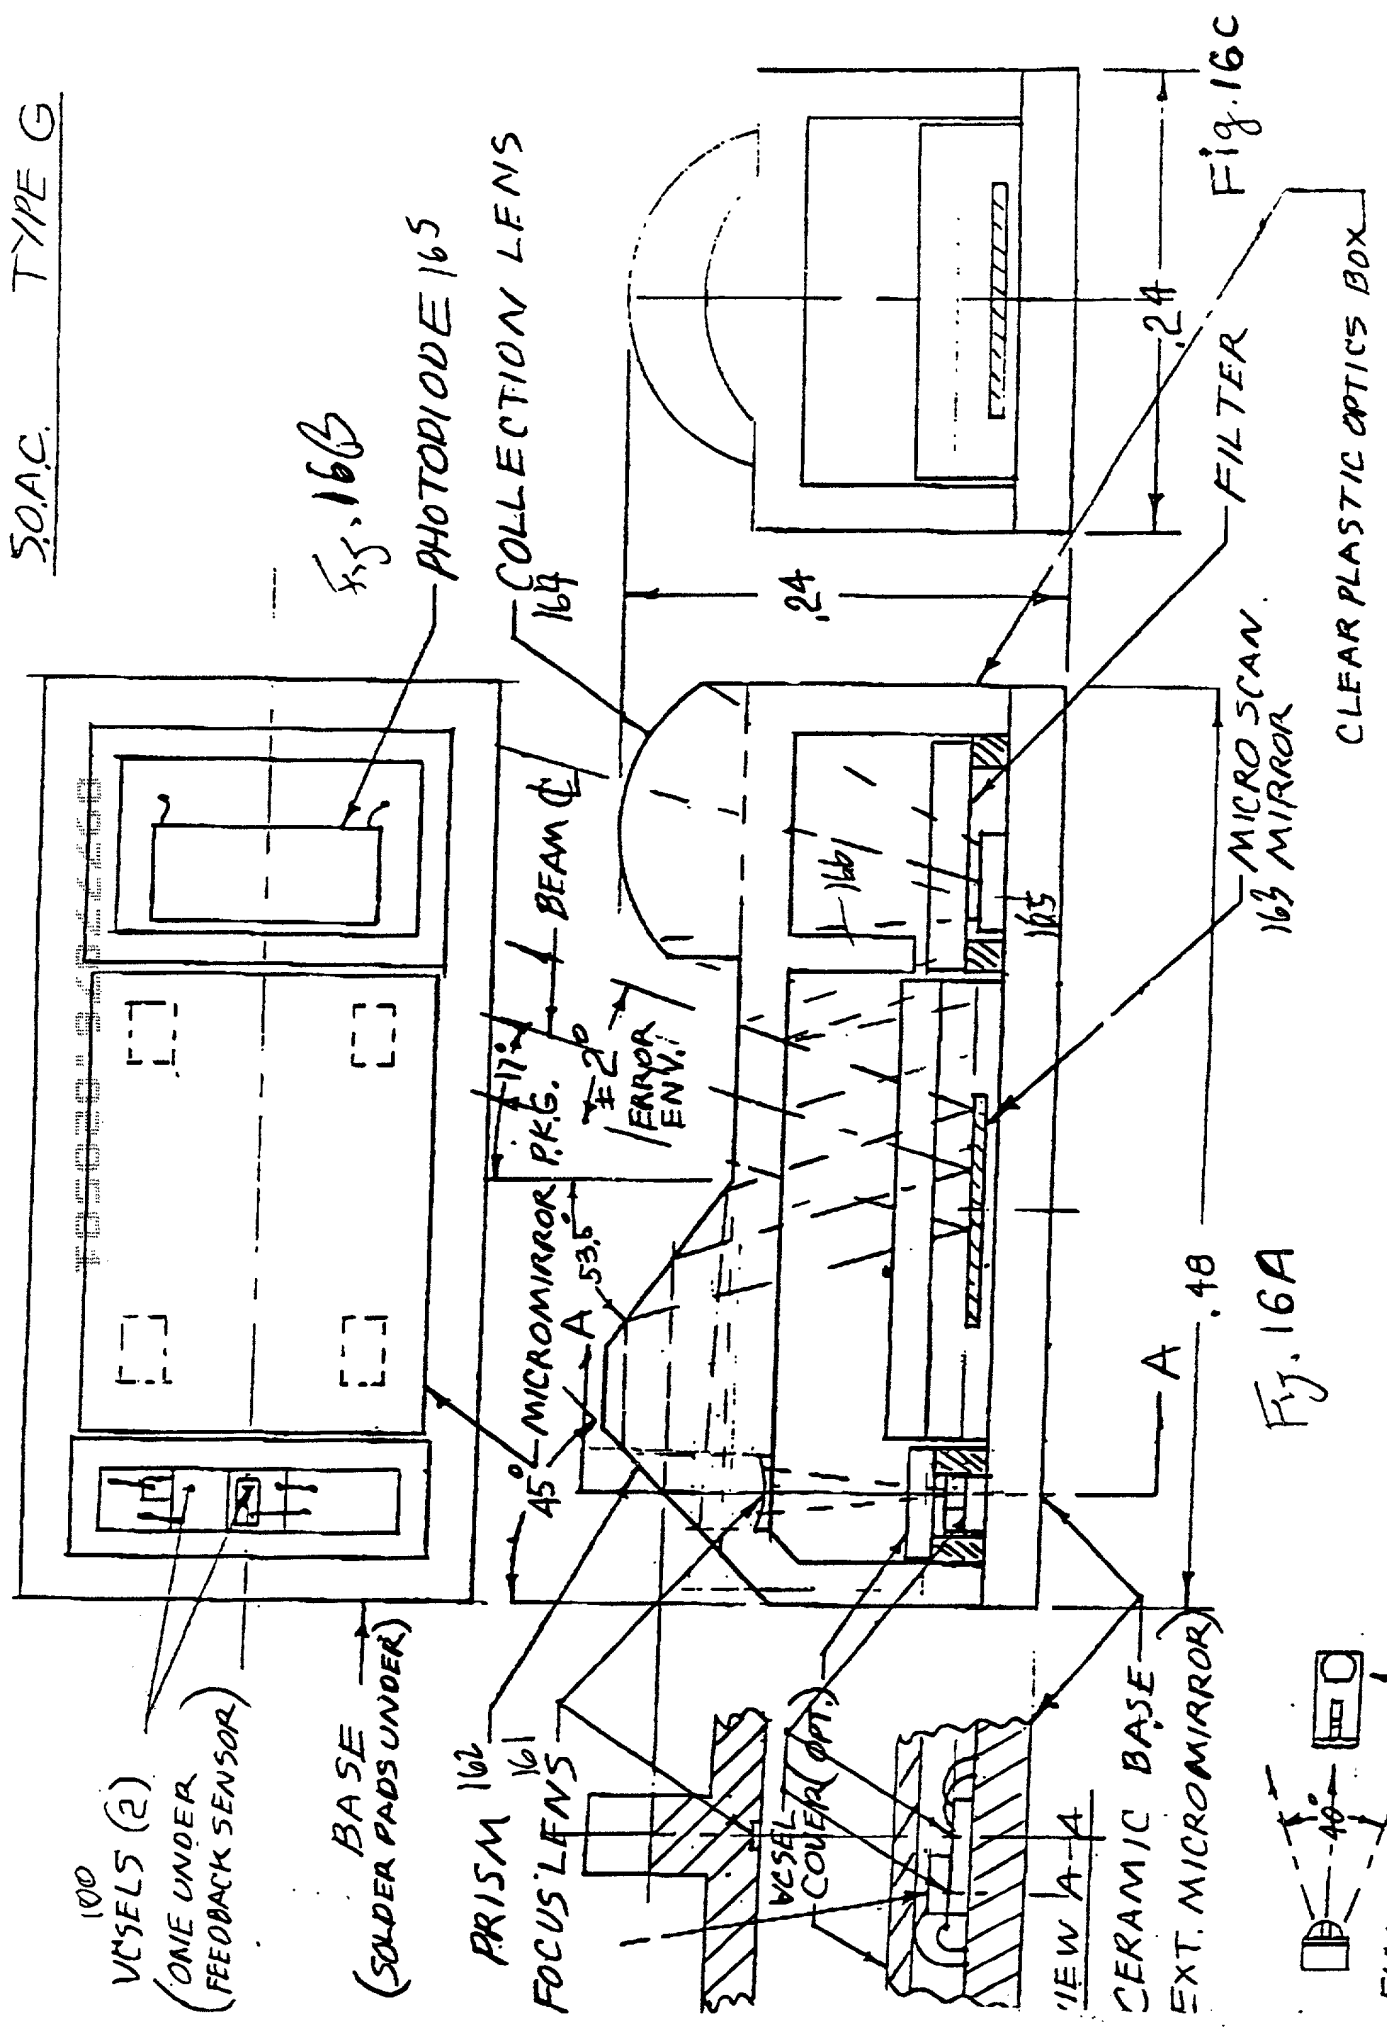 S.O.A.C. TYPE G
100
VCSELS (2)
(ONE UNDER
FEEDBACK SENSOR)
BASE
(SOLDER PADS UNDER)
Fig. 16B
PHOTODIODE 165
COLLECTION LENS
164
PRISM 162
161
FOCUS LENS
VCSEL
COVER (OPT.)
45°
MICROMIRROR P.K.G.
17°
A
53.5°
±2°
ERROR
ENV.
BEAM ℄
166
165
.24
.24
Fig. 16C
FILTER
MICRO SCAN.
163 MIRROR
CLEAR PLASTIC OPTICS BOX
A
.48
Fig. 16A
VIEW A-A
CERAMIC BASE
EXT. MICROMIRROR)
40°